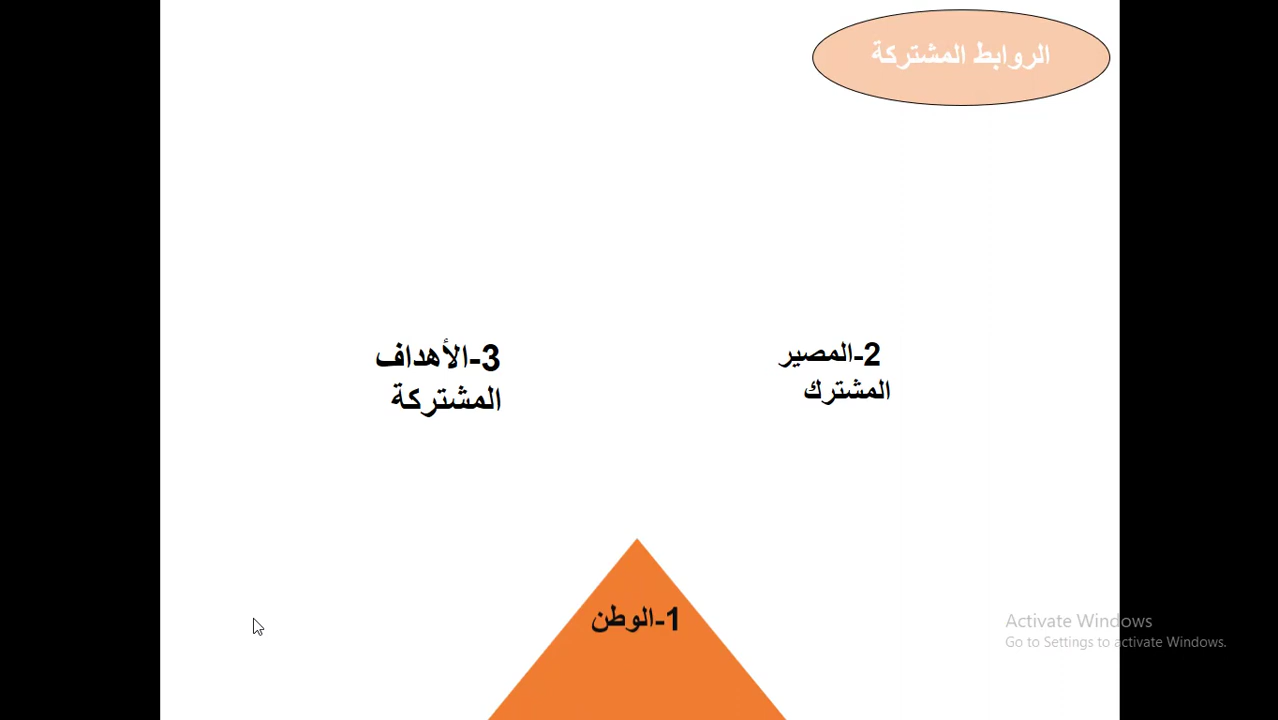 الروابط المشتركة
2-المصير
المشترك
3-الأهداف
المشتركة
1-الوطن
Activate Windows
Go to Settings to activate Windows.